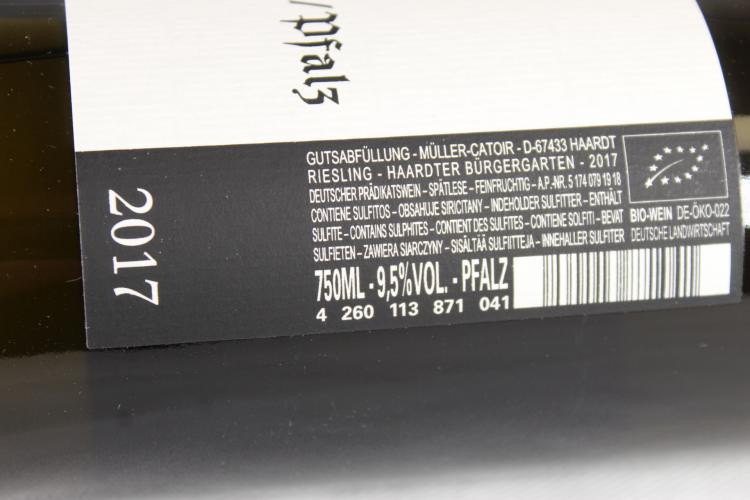 /Pfalz
2017
GUTSABFÜLLUNG - MÜLLER-CATOIR - D-67433 HAARDT
RIESLING - HAARDTER BÜRGERGARTEN - 2017
DEUTSCHER PRÄDIKATSWEIN - SPÄTLESE - FEINFRUCHTIG - A.P.-NR. 5 174 079 19 18
CONTIENE SULFITOS - OBSAHUJE SIRICITANY - INDEHOLDER SULFITTER - ENTHÄLT
SULFITE - CONTAINS SULPHITES - CONTIENT DES SULFITES - CONTIENE SOLFITI - BEVAT
SULFIETEN - ZAWIERA SIARCZYNY - SISÄLTÄÄ SULFIITTEJA - INNEHALLER SULFITER
750ML - 9,5%VOL. - PFALZ
4 260 113 871 041
BIO-WEIN DE-ÖKO-022
DEUTSCHE LANDWIRTSCHAFT